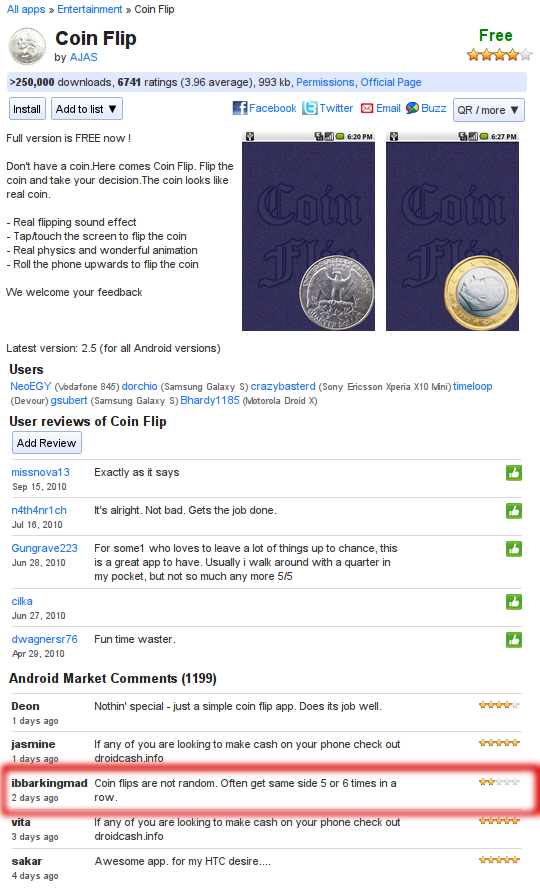 All apps » Entertainment » Coin Flip
Coin Flip
Free
by AJAS
>250,000 downloads, 6741 ratings (3.96 average), 993 kb, Permissions, Official Page
Install Add to list ▼ Facebook Twitter Email Buzz QR / more ▼
Full version is FREE now !
Don't have a coin.Here comes Coin Flip. Flip the
coin and take your decision.The coin looks like
real coin.
- Real flipping sound effect
- Tap/touch the screen to flip the coin
- Real physics and wonderful animation
- Roll the phone upwards to flip the coin
We welcome your feedback
6:20 PM
Coin
Flip
6:27 PM
Coin
Flip
Latest version: 2.5 (for all Android versions)
Users
NeoEGY (Vodafone 845) dorchio (Samsung Galaxy S) crazybasterd (Sony Ericsson Xperia X10 Mini) timeloop
(Devour) gsubert (Samsung Galaxy S) Bhardy1185 (Motorola Droid X)
User reviews of Coin Flip
Add Review
missnova13 Exactly as it says
Sep 15, 2010
n4th4nr1ch It's alright. Not bad. Gets the job done.
Jul 16, 2010
Gungrave223 For some1 who loves to leave a lot of things up to chance, this
Jun 28, 2010 is a great app to have. Usually i walk around with a quarter in
my pocket, but not so much any more 5/5
cilka
Jun 27, 2010
dwagnersr76 Fun time waster.
Apr 29, 2010
Android Market Comments (1199)
Deon Nothin' special - just a simple coin flip app. Does its job well.
1 days ago
jasmine If any of you are looking to make cash on your phone check out
1 days ago droidcash.info
ibbarkingmad Coin flips are not random. Often get same side 5 or 6 times in a
2 days ago row.
vita If any of you are looking to make cash on your phone check out
3 days ago droidcash.info
sakar Awesome app. for my HTC desire....
4 days ago